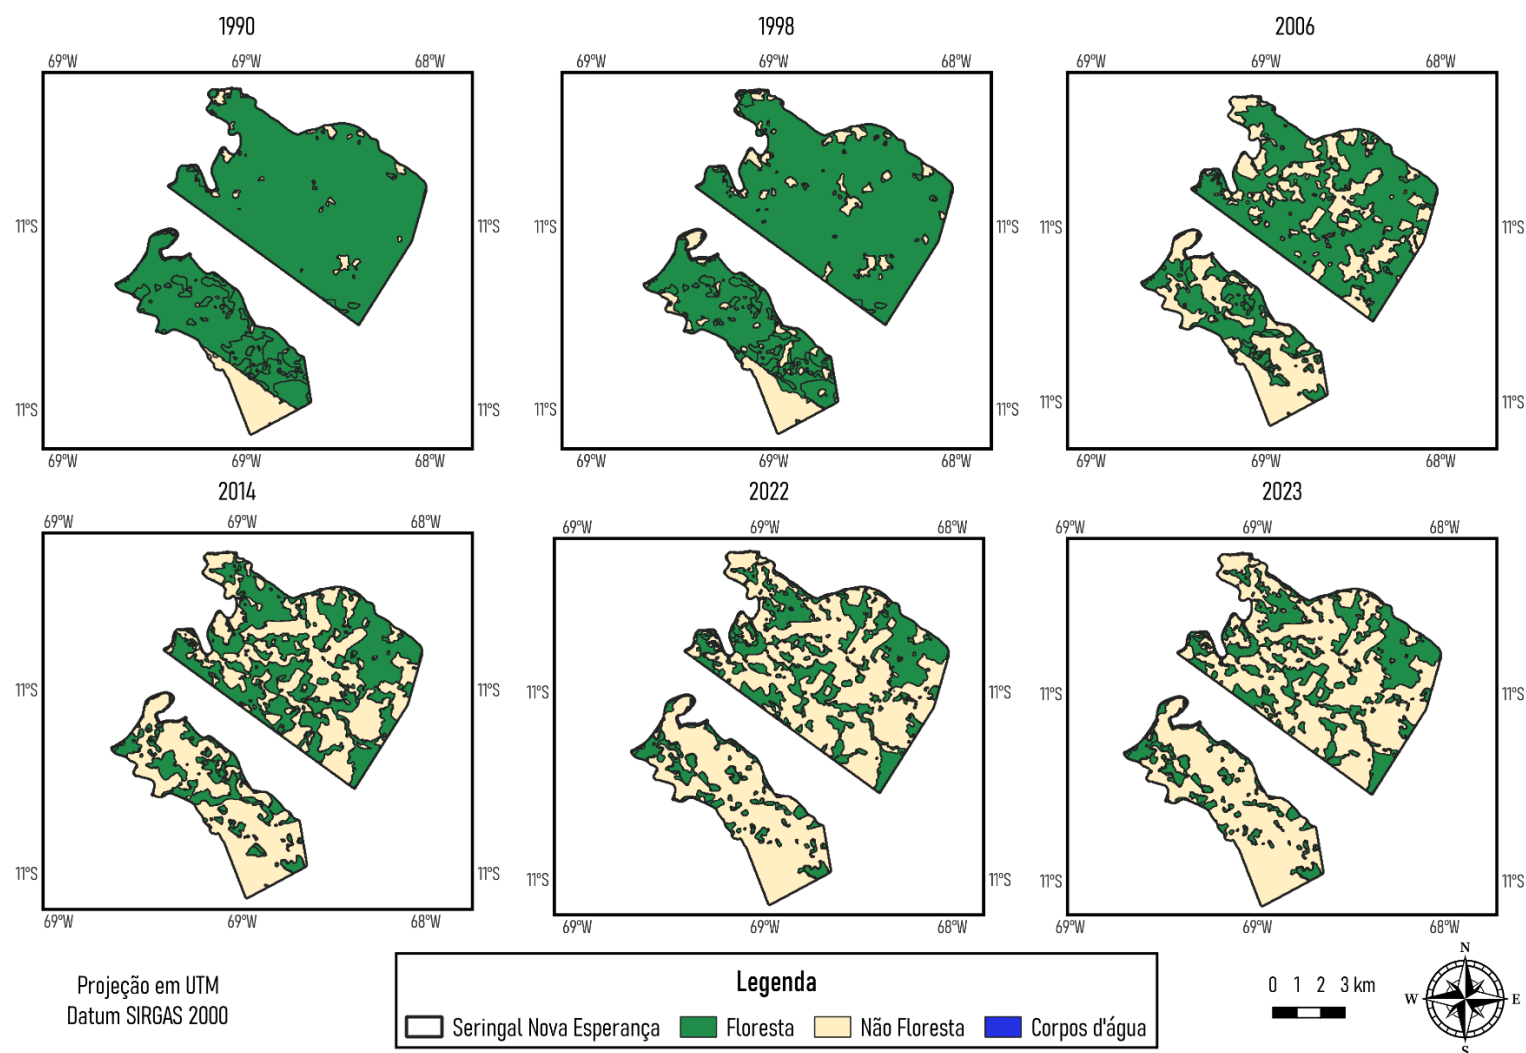 1990
1998
2006
69°W 69°W 68°W
69°W 69°W 68°W
69°W 69°W 68°W
11°S 11°S 11°S 11°S
11°S 11°S 11°S 11°S
69°W 69°W 68°W
69°W 69°W 68°W
69°W 69°W 68°W
2014
2022
2023
69°W 69°W 68°W
69°W 69°W 68°W
69°W 69°W 68°W
11°S 11°S 11°S 11°S 11°S 11°S
11°S 11°S 11°S 11°S 11°S 11°S
69°W 69°W 68°W
69°W 69°W 68°W
69°W 69°W 68°W
Projeção em UTM
Datum SIRGAS 2000
Legenda
Seringal Nova Esperança Floresta Não Floresta Corpos d'água
0 1 2 3 km
N
W E
S